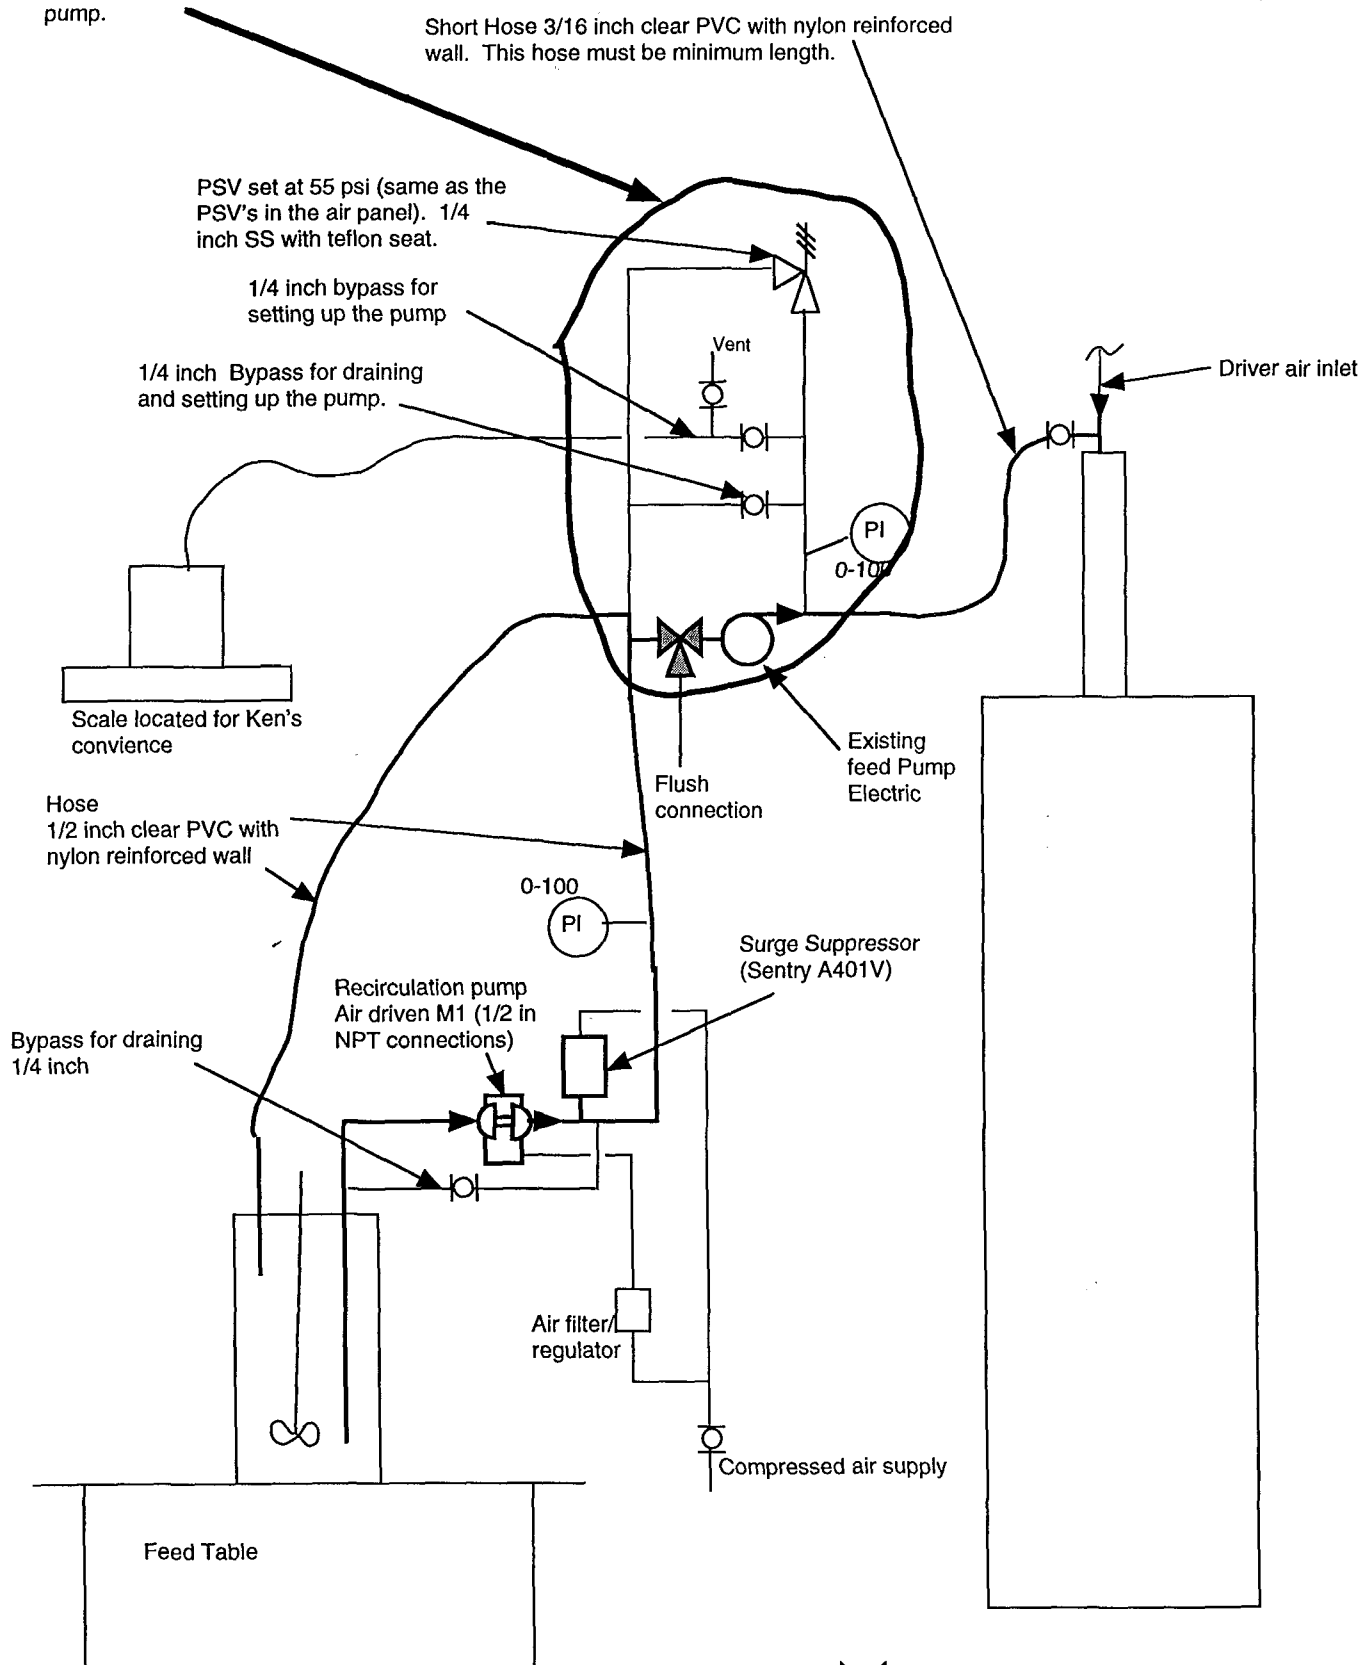 pump.
Short Hose 3/16 inch clear PVC with nylon reinforced
wall. This hose must be minimum length.
PSV set at 55 psi (same as the
PSV's in the air panel). 1/4
inch SS with teflon seat.
1/4 inch bypass for
setting up the pump
Vent
1/4 inch Bypass for draining
and setting up the pump.
Driver air inlet
PI
0-100
Scale located for Ken's
convience
Existing
feed Pump
Electric
Flush
connection
Hose
1/2 inch clear PVC with
nylon reinforced wall
0-100
PI
Surge Suppressor
(Sentry A401V)
Recirculation pump
Air driven M1 (1/2 in
NPT connections)
Bypass for draining
1/4 inch
Air filter/
regulator
Compressed air supply
Feed Table